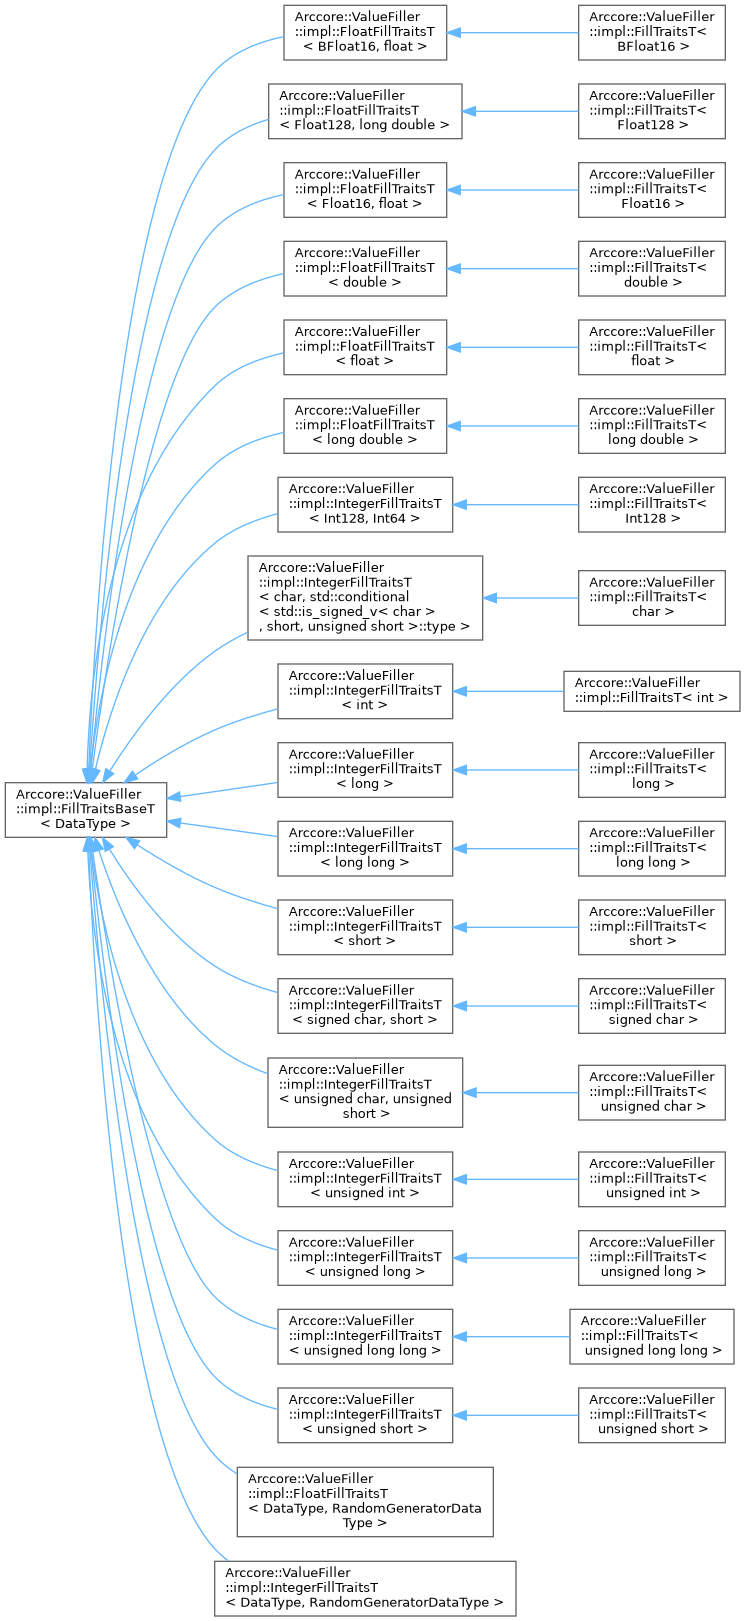 Arccore::ValueFiller
::impl::FloatFillTraitsT
< BFloat16, float >
Arccore::ValueFiller
::impl::FillTraitsT<
BFloat16 >
Arccore::ValueFiller
::impl::FloatFillTraitsT
< Float128, long double >
Arccore::ValueFiller
::impl::FillTraitsT<
Float128 >
Arccore::ValueFiller
::impl::FloatFillTraitsT
< Float16, float >
Arccore::ValueFiller
::impl::FillTraitsT<
Float16 >
Arccore::ValueFiller
::impl::FloatFillTraitsT
< double >
Arccore::ValueFiller
::impl::FillTraitsT<
double >
Arccore::ValueFiller
::impl::FloatFillTraitsT
< float >
Arccore::ValueFiller
::impl::FillTraitsT<
float >
Arccore::ValueFiller
::impl::FloatFillTraitsT
< long double >
Arccore::ValueFiller
::impl::FillTraitsT<
long double >
Arccore::ValueFiller
::impl::IntegerFillTraitsT
< Int128, Int64 >
Arccore::ValueFiller
::impl::FillTraitsT<
Int128 >
Arccore::ValueFiller
::impl::IntegerFillTraitsT
< char, std::conditional
< std::is_signed_v< char >
, short, unsigned short >::type >
Arccore::ValueFiller
::impl::FillTraitsT<
char >
Arccore::ValueFiller
::impl::IntegerFillTraitsT
< int >
Arccore::ValueFiller
::impl::FillTraitsT< int >
Arccore::ValueFiller
::impl::IntegerFillTraitsT
< long >
Arccore::ValueFiller
::impl::FillTraitsT<
long >
Arccore::ValueFiller
::impl::FillTraitsBaseT
< DataType >
Arccore::ValueFiller
::impl::IntegerFillTraitsT
< long long >
Arccore::ValueFiller
::impl::FillTraitsT<
long long >
Arccore::ValueFiller
::impl::IntegerFillTraitsT
< short >
Arccore::ValueFiller
::impl::FillTraitsT<
short >
Arccore::ValueFiller
::impl::IntegerFillTraitsT
< signed char, short >
Arccore::ValueFiller
::impl::FillTraitsT<
signed char >
Arccore::ValueFiller
::impl::IntegerFillTraitsT
< unsigned char, unsigned
short >
Arccore::ValueFiller
::impl::FillTraitsT<
unsigned char >
Arccore::ValueFiller
::impl::IntegerFillTraitsT
< unsigned int >
Arccore::ValueFiller
::impl::FillTraitsT<
unsigned int >
Arccore::ValueFiller
::impl::IntegerFillTraitsT
< unsigned long >
Arccore::ValueFiller
::impl::FillTraitsT<
unsigned long >
Arccore::ValueFiller
::impl::IntegerFillTraitsT
< unsigned long long >
Arccore::ValueFiller
::impl::FillTraitsT<
unsigned long long >
Arccore::ValueFiller
::impl::IntegerFillTraitsT
< unsigned short >
Arccore::ValueFiller
::impl::FillTraitsT<
unsigned short >
Arccore::ValueFiller
::impl::FloatFillTraitsT
< DataType, RandomGeneratorData
Type >
Arccore::ValueFiller
::impl::IntegerFillTraitsT
< DataType, RandomGeneratorDataType >